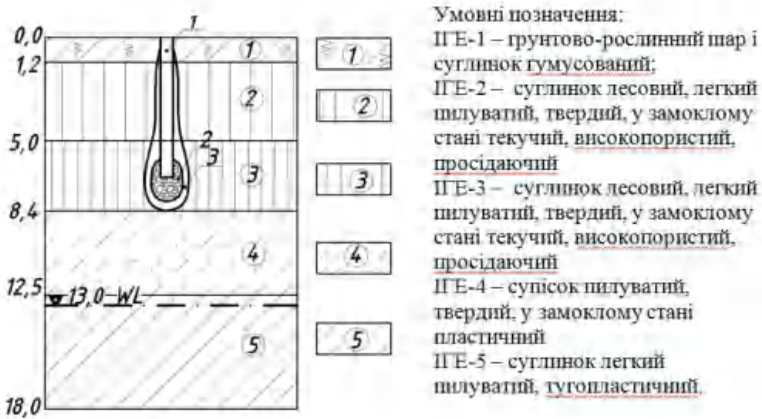 0,0
1,2
5,0
8,4
12,5
18,0
13,0 WL
1
2
3
1
2
3
4
5
1
2
3
4
5
Умовні позначення:
ІГЕ-1 – ґрунтово-рослинний шар і
суглинок гумусований;
ІГЕ-2 – суглинок лесовий, легкий
пилуватий, твердий, у замоклому
стані текучий, високопористий,
просідаючий
ІГЕ-3 – суглинок лесовий, легкий
пилуватий, твердий, у замоклому
стані текучий, високопористий,
просідаючий
ІГЕ-4 – супісок пилуватий,
твердий, у замоклому стані
пластичний
ІГЕ-5 – суглинок легкий
пилуватий, тугопластичний.